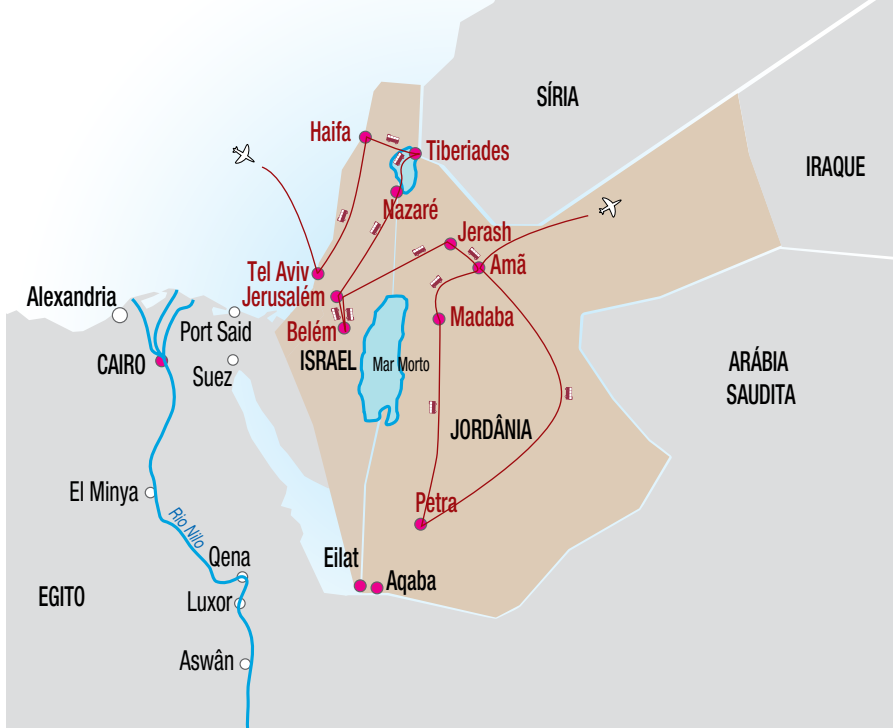 SÍRIA
Haifa
Tiberiades
IRAQUE
Nazaré
Jerash
Amã
Tel Aviv
Jerusalém
Alexandria
Port Said
Belém
Madaba
CAIRO
Suez
ISRAEL
Mar Morto
ARÁBIA
SAUDITA
JORDÂNIA
El Minya
Petra
Rio Nilo
Qena
Eilat
Aqaba
EGITO
Luxor
Aswân